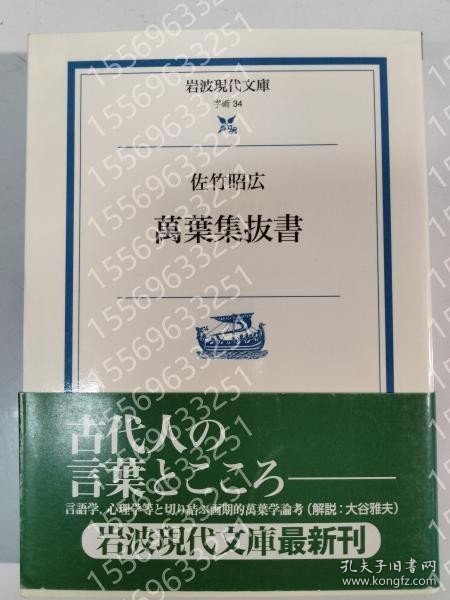 岩波現代文庫
学術 34
佐竹昭広
萬葉集抜書
古代人の
言葉とこころ――
言語学、心理学等と切り結ぶ画期的萬葉学論考(解説:大谷雅夫)
岩波現代文庫最新刊
15569633251
孔夫子旧书网
www.kongfz.com